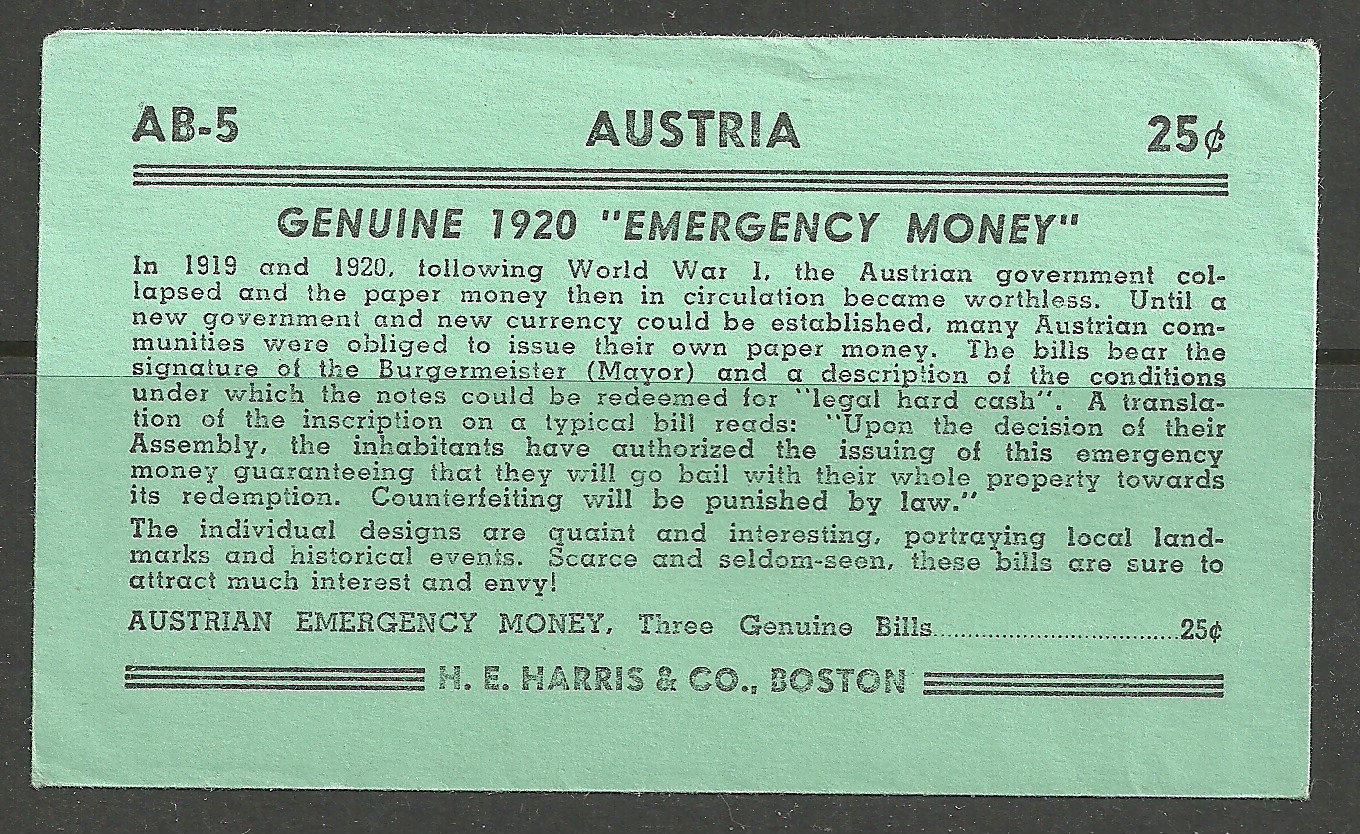 AB-5 AUSTRIA 25¢
GENUINE 1920 "EMERGENCY MONEY"
In 1919 and 1920, following World War I, the Austrian government col-
lapsed and the paper money then in circulation became worthless. Until a
new government and new currency could be established, many Austrian com-
munities were obliged to issue their own paper money. The bills bear the
signature of the Burgermeister (Mayor) and a description of the conditions
under which the notes could be redeemed for "legal hard cash". A transla-
tion of the inscription on a typical bill reads: "Upon the decision of their
Assembly, the inhabitants have authorized the issuing of this emergency
money guaranteeing that they will go bail with their whole property towards
its redemption. Counterfeiting will be punished by law."
The individual designs are quaint and interesting, portraying local land-
marks and historical events. Scarce and seldom-seen, these bills are sure to
attract much interest and envy!
AUSTRIAN EMERGENCY MONEY, Three Genuine Bills................................25¢
H. E. HARRIS & CO., BOSTON